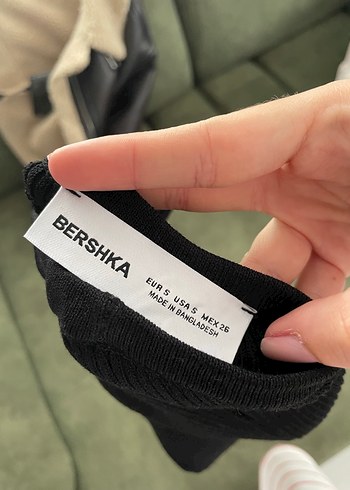 BERSHKA
EUR S USA S MEX 26
MADE IN BANGLADESH